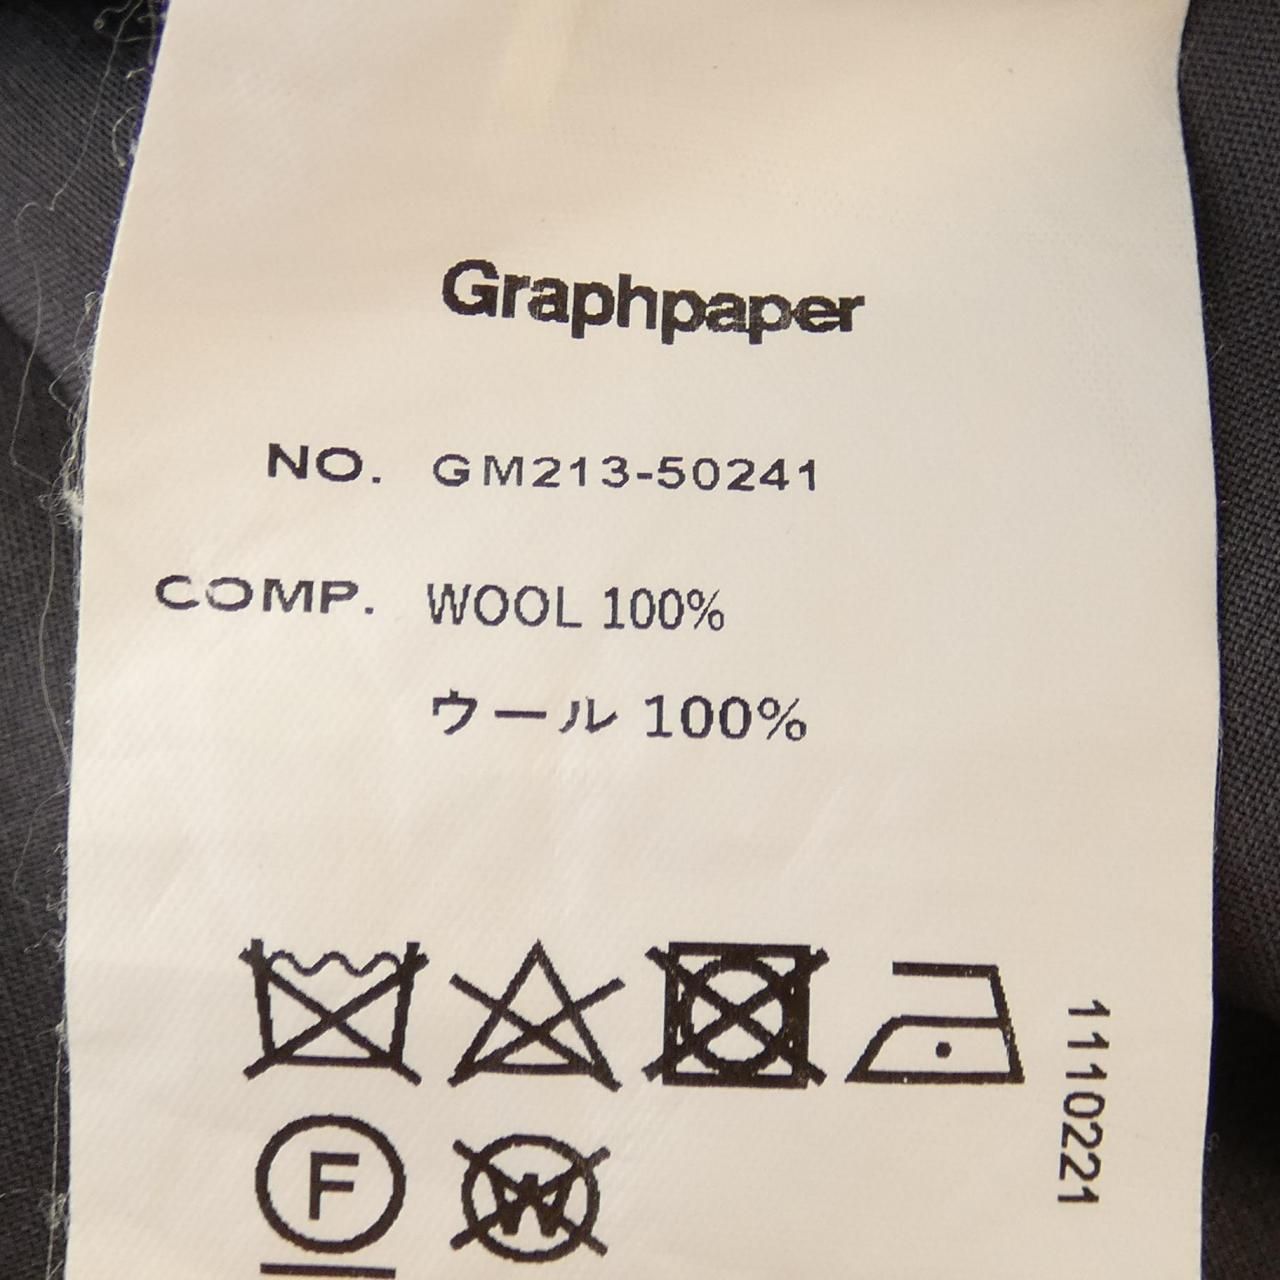 Graphpaper
NO. GM213-50241
COMP. WOOL 100%
ウール 100%
F
W
1110221